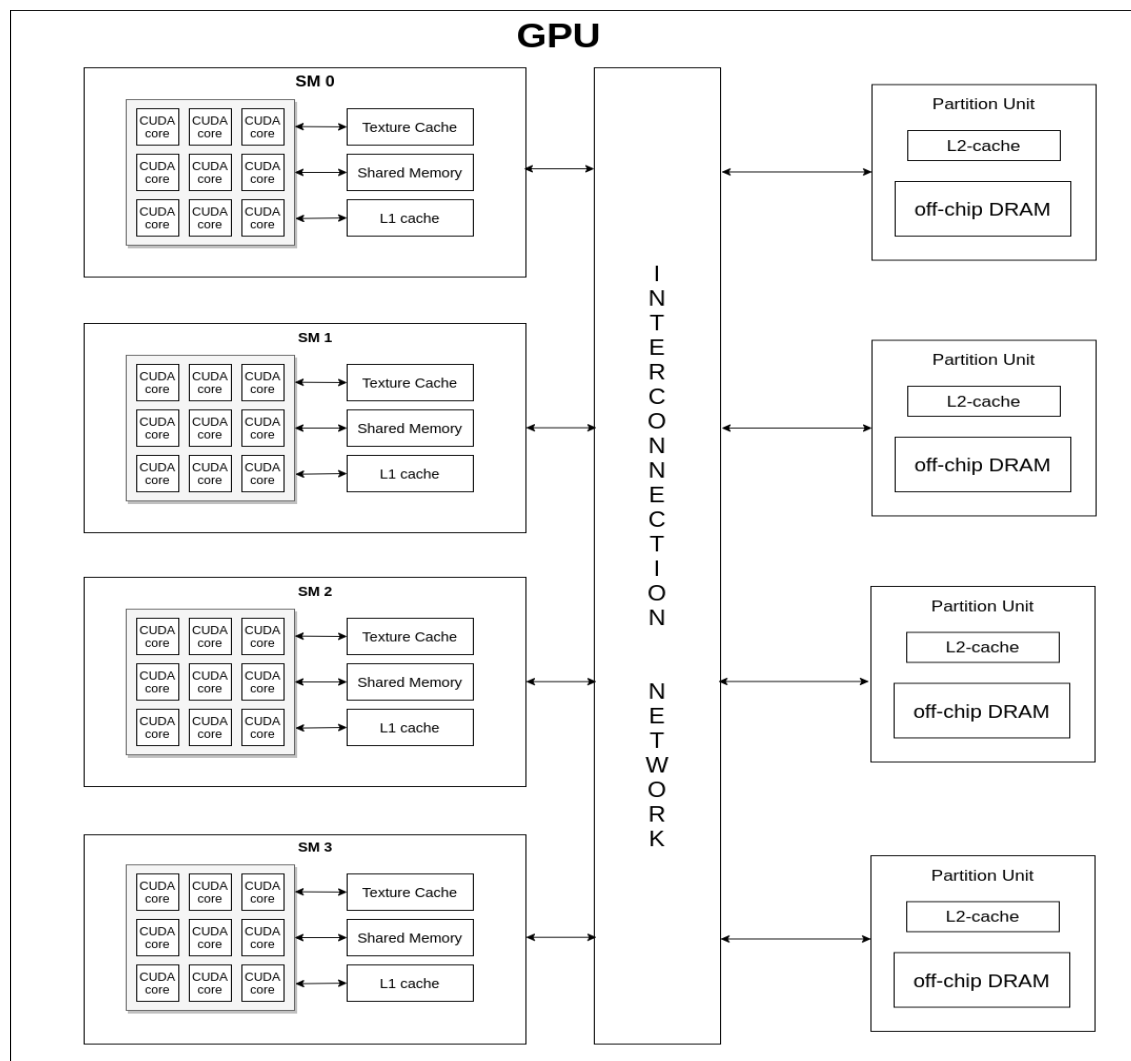 GPU
SM 0
CUDA core CUDA core CUDA core
Texture Cache
CUDA core CUDA core CUDA core
Shared Memory
CUDA core CUDA core CUDA core
L1 cache
SM 1
CUDA core CUDA core CUDA core
Texture Cache
CUDA core CUDA core CUDA core
Shared Memory
CUDA core CUDA core CUDA core
L1 cache
SM 2
CUDA core CUDA core CUDA core
Texture Cache
CUDA core CUDA core CUDA core
Shared Memory
CUDA core CUDA core CUDA core
L1 cache
SM 3
CUDA core CUDA core CUDA core
Texture Cache
CUDA core CUDA core CUDA core
Shared Memory
CUDA core CUDA core CUDA core
L1 cache
INTERCONNECTION NETWORK
Partition Unit
L2-cache
off-chip DRAM
Partition Unit
L2-cache
off-chip DRAM
Partition Unit
L2-cache
off-chip DRAM
Partition Unit
L2-cache
off-chip DRAM